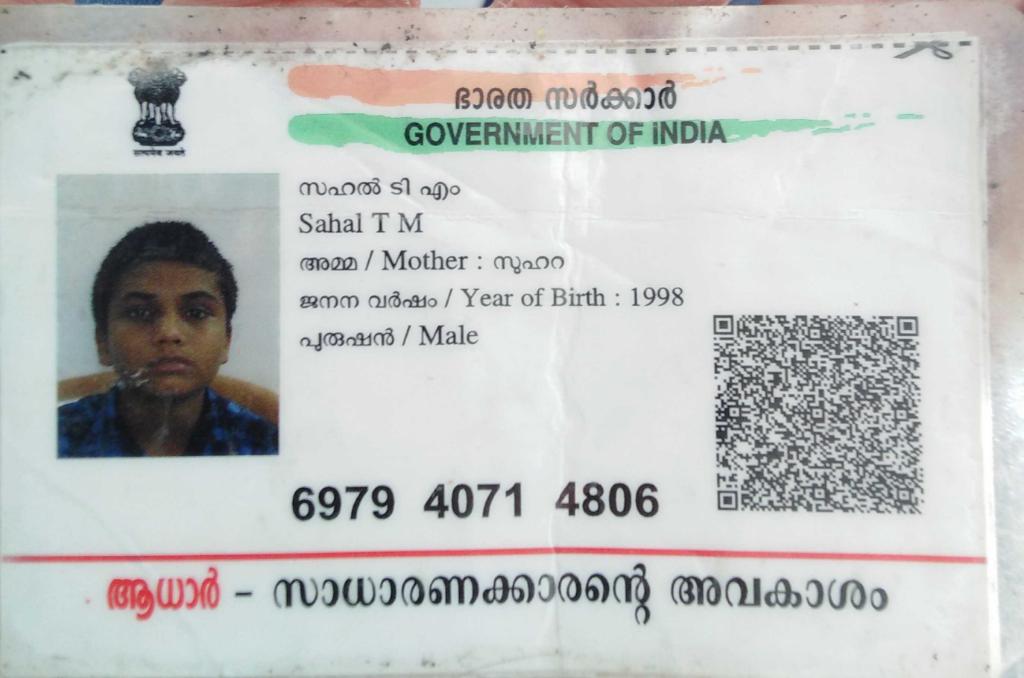 ഭാരത സർക്കാർ
GOVERNMENT OF INDIA
सत्यमेव जयते
സഹൽ ടി എം
Sahal T M
അമ്മ / Mother : സുഹറ
ജനന വർഷം / Year of Birth : 1998
പുരുഷൻ / Male
6979 4071 4806
ആധാർ - സാധാരണക്കാരന്റെ അവകാശം